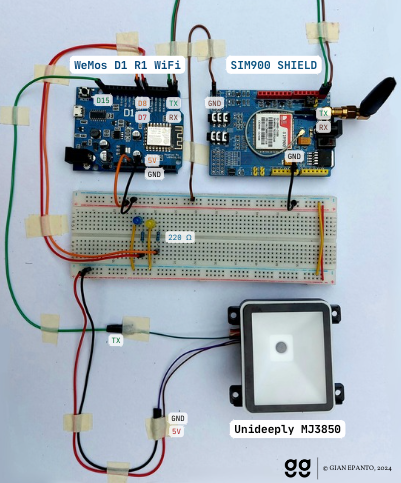 WeMos D1 R1 WiFi
SIM900 SHIELD
D15
D8
TX
D7
RX
D1
GND
TX
RX
5V
GND
GND
220 Ω
TX
GND
5V
Unideeply MJ3850
gg
© GIAN EPANTO, 2024